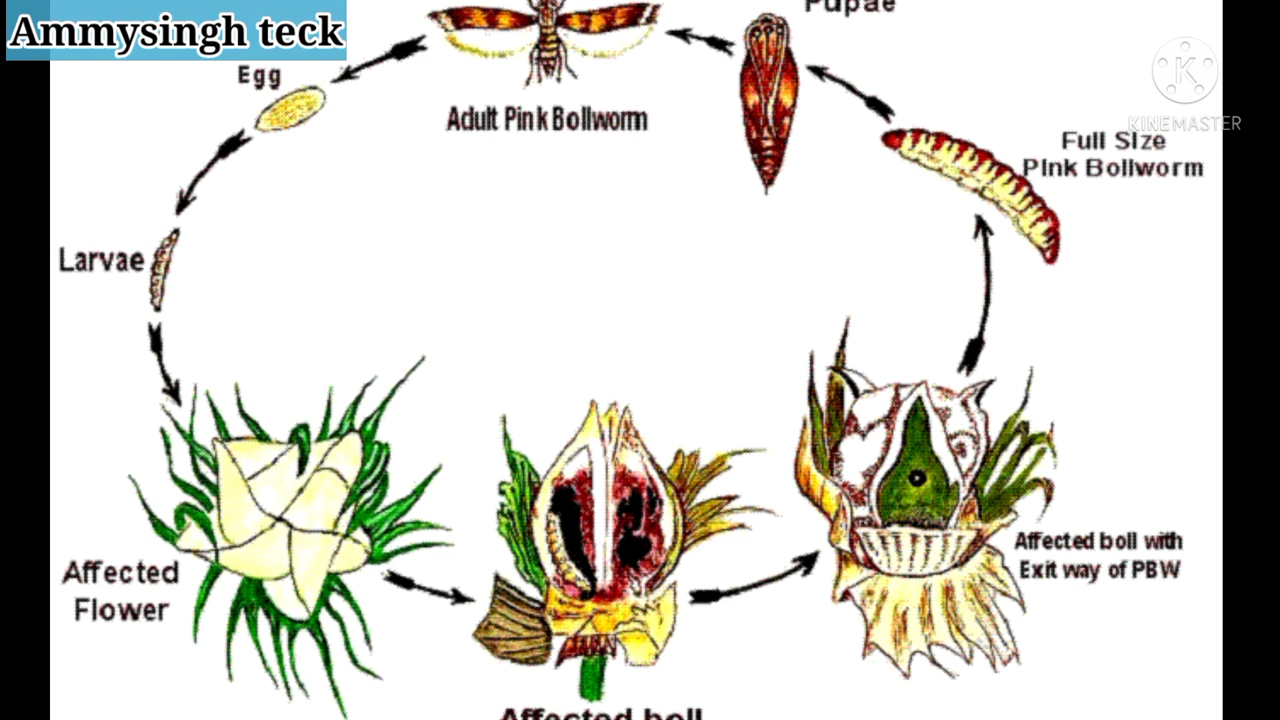 Ammysingh teck
Pupae
Egg
Adult Pink Bollworm
K
KINEMASTER
Full SIze
PInk Bollworm
Larvae
Affected boll with
Exit way of PBW
Affected
Flower
Affected boll